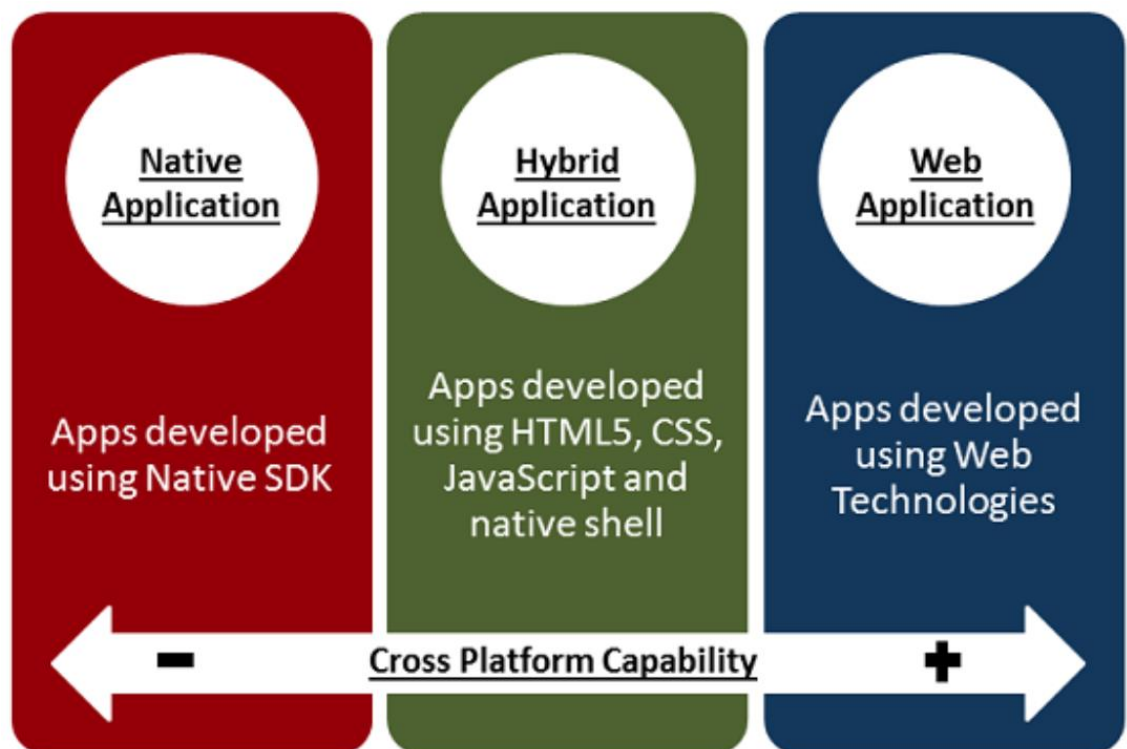 Native
Application
Apps developed
using Native SDK
Hybrid
Application
Apps developed
using HTML5, CSS,
JavaScript and
native shell
Web
Application
Apps developed
using Web
Technologies
- Cross Platform Capability +